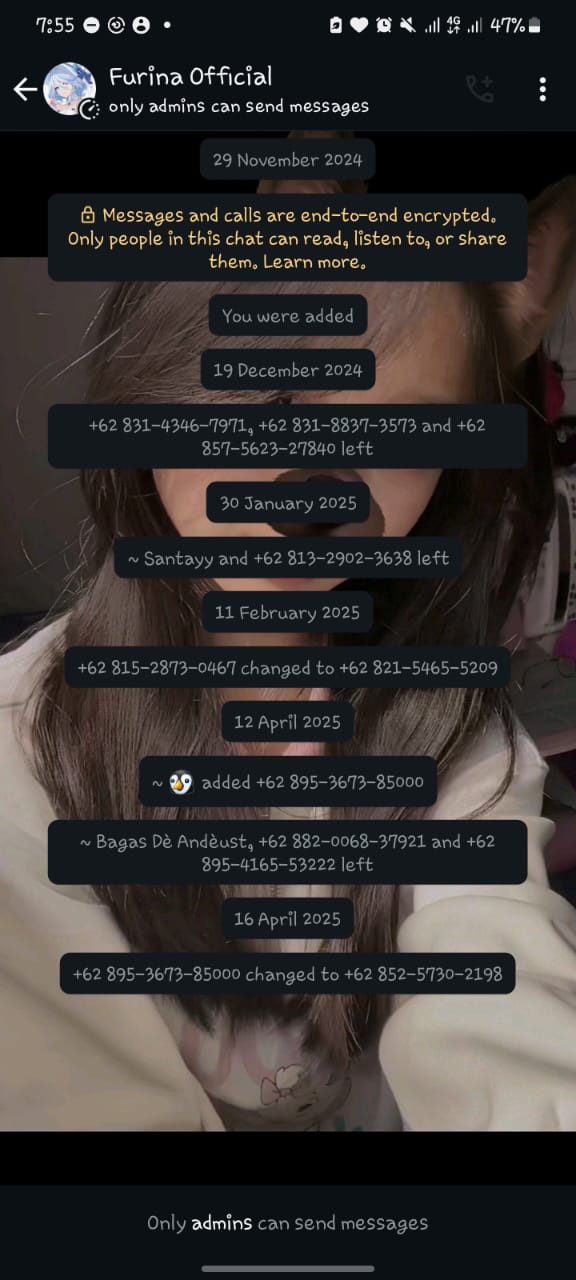 7:55
4G
47%
Furina Official
only admins can send messages
29 November 2024
Messages and calls are end-to-end encrypted.
Only people in this chat can read, listen to, or share
them. Learn more.
You were added
19 December 2024
+62 831-4346-7971, +62 831-8837-3573 and +62
857-5623-27840 left
30 January 2025
~ Santayy and +62 813-2902-3638 left
11 February 2025
+62 815-2873-0467 changed to +62 821-5465-5209
12 April 2025
~ 🐧 added +62 895-3673-85000
~ Bagas Dè Andèust, +62 882-0068-37921 and +62
895-4165-53222 left
16 April 2025
+62 895-3673-85000 changed to +62 852-5730-2198
Only admins can send messages